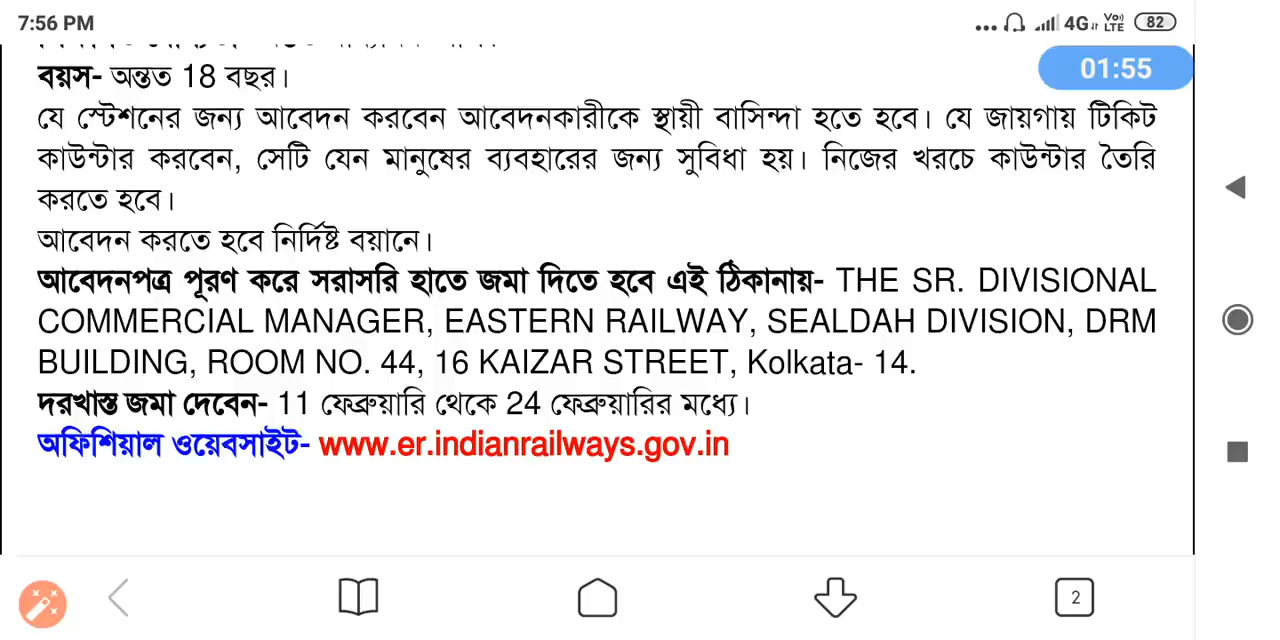 7:56 PM
4G
Vo)
LTE
82
01:55
বয়স- অন্তত 18 বছর।
যে স্টেশনের জন্য আবেদন করবেন আবেদনকারীকে স্থায়ী বাসিন্দা হতে হবে। যে জায়গায় টিকিট
কাউন্টার করবেন, সেটি যেন মানুষের ব্যবহারের জন্য সুবিধা হয়। নিজের খরচে কাউন্টার তৈরি
করতে হবে।
আবেদন করতে হবে নির্দিষ্ট বয়ানে।
আবেদনপত্র পূরণ করে সরাসরি হাতে জমা দিতে হবে এই ঠিকানায়- THE SR. DIVISIONAL
COMMERCIAL MANAGER, EASTERN RAILWAY, SEALDAH DIVISION, DRM
BUILDING, ROOM NO. 44, 16 KAIZAR STREET, Kolkata- 14.
দরখাস্ত জমা দেবেন- 11 ফেব্রুয়ারি থেকে 24 ফেব্রুয়ারির মধ্যে।
অফিশিয়াল ওয়েবসাইট- www.er.indianrailways.gov.in
2